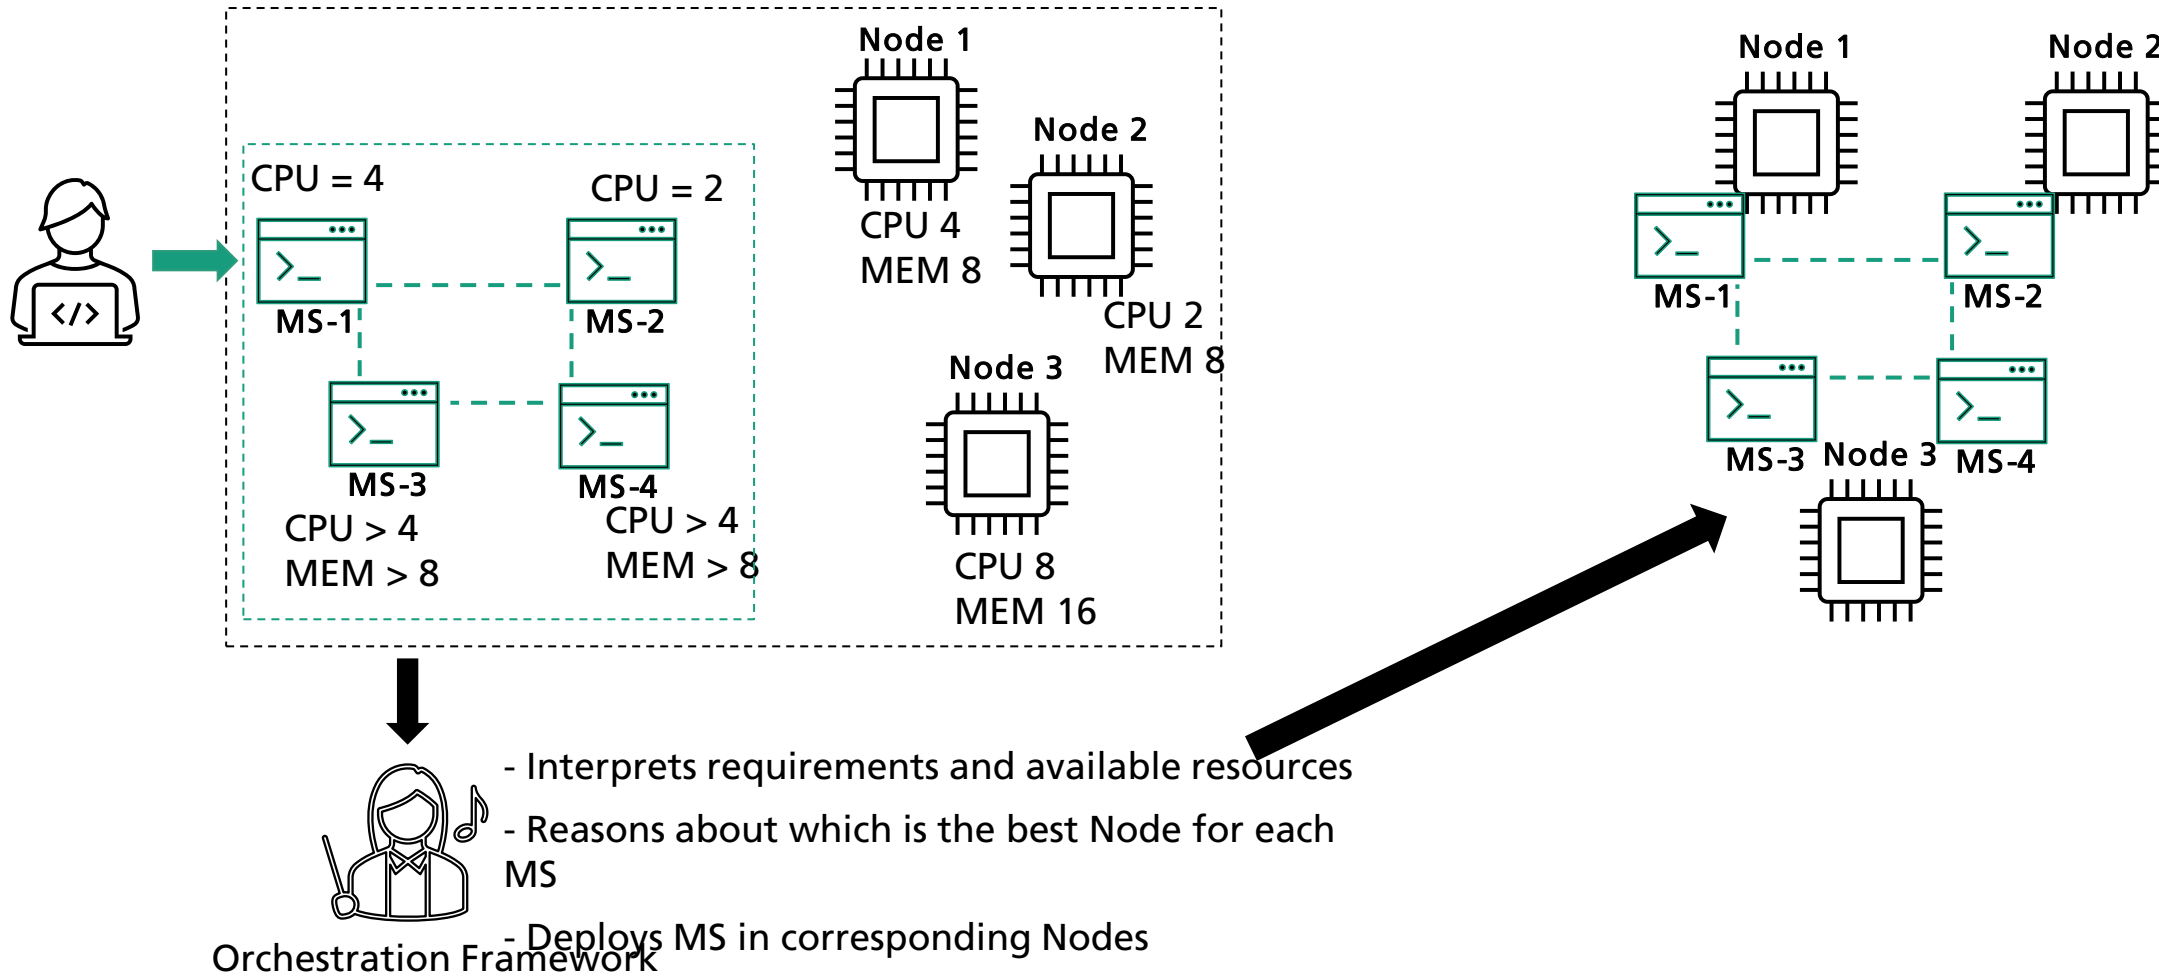 Node 1
CPU 4
MEM 8
Node 2
CPU 2
MEM 8
Node 3
CPU 8
MEM 16
CPU = 4
>_
MS-1
CPU = 2
>_
MS-2
</>
>_
MS-3
CPU > 4
MEM > 8
>_
MS-4
CPU > 4
MEM > 8
Node 1
Node 2
>_
MS-1
>_
MS-2
>_
MS-3
>_
MS-4
Node 3
- Interprets requirements and available resources
- Reasons about which is the best Node for each
MS
- Deploys MS in corresponding Nodes
Orchestration Framework